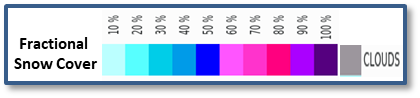 10 % 20 % 30 % 40 % 50 % 60 % 70 % 80 % 90 % 100 %
Fractional
Snow Cover
CLOUDS